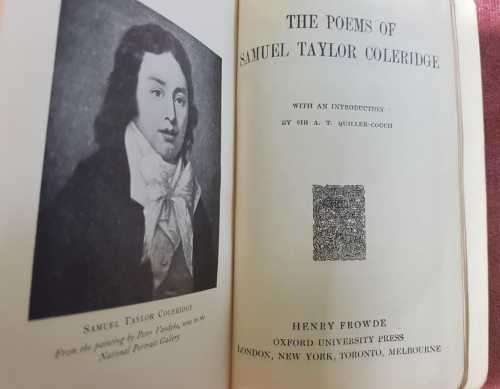 SAMUEL TAYLOR COLERIDGE
From the painting by Peter Vandyke, now in the
National Portrait Gallery
THE POEMS OF
SAMUEL TAYLOR COLERIDGE
WITH AN INTRODUCTION
BY SIR A. T. QUILLER-COUCH
HENRY FROWDE
OXFORD UNIVERSITY PRESS
LONDON, NEW YORK, TORONTO, MELBOURNE